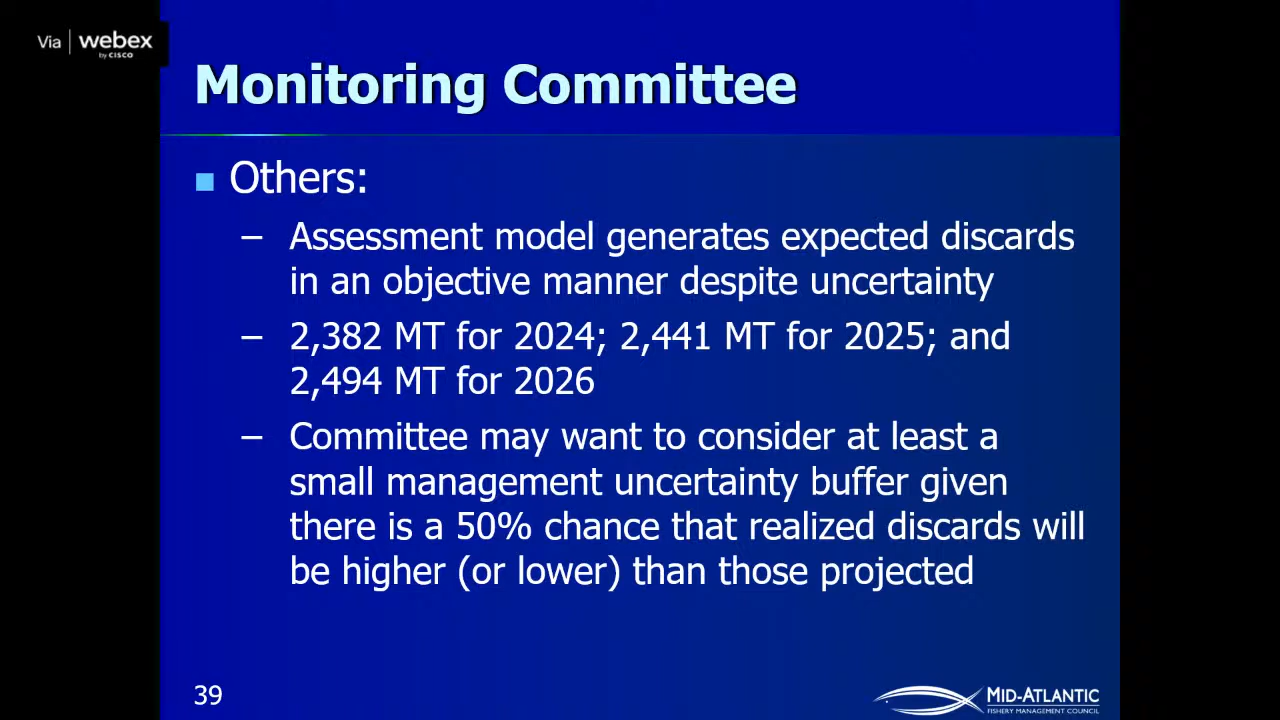 Via | webex
by CISCO
Monitoring Committee
Others:
– Assessment model generates expected discards
in an objective manner despite uncertainty
– 2,382 MT for 2024; 2,441 MT for 2025; and
2,494 MT for 2026
– Committee may want to consider at least a
small management uncertainty buffer given
there is a 50% chance that realized discards will
be higher (or lower) than those projected
39
MID-ATLANTIC
FISHERY MANAGEMENT COUNCIL